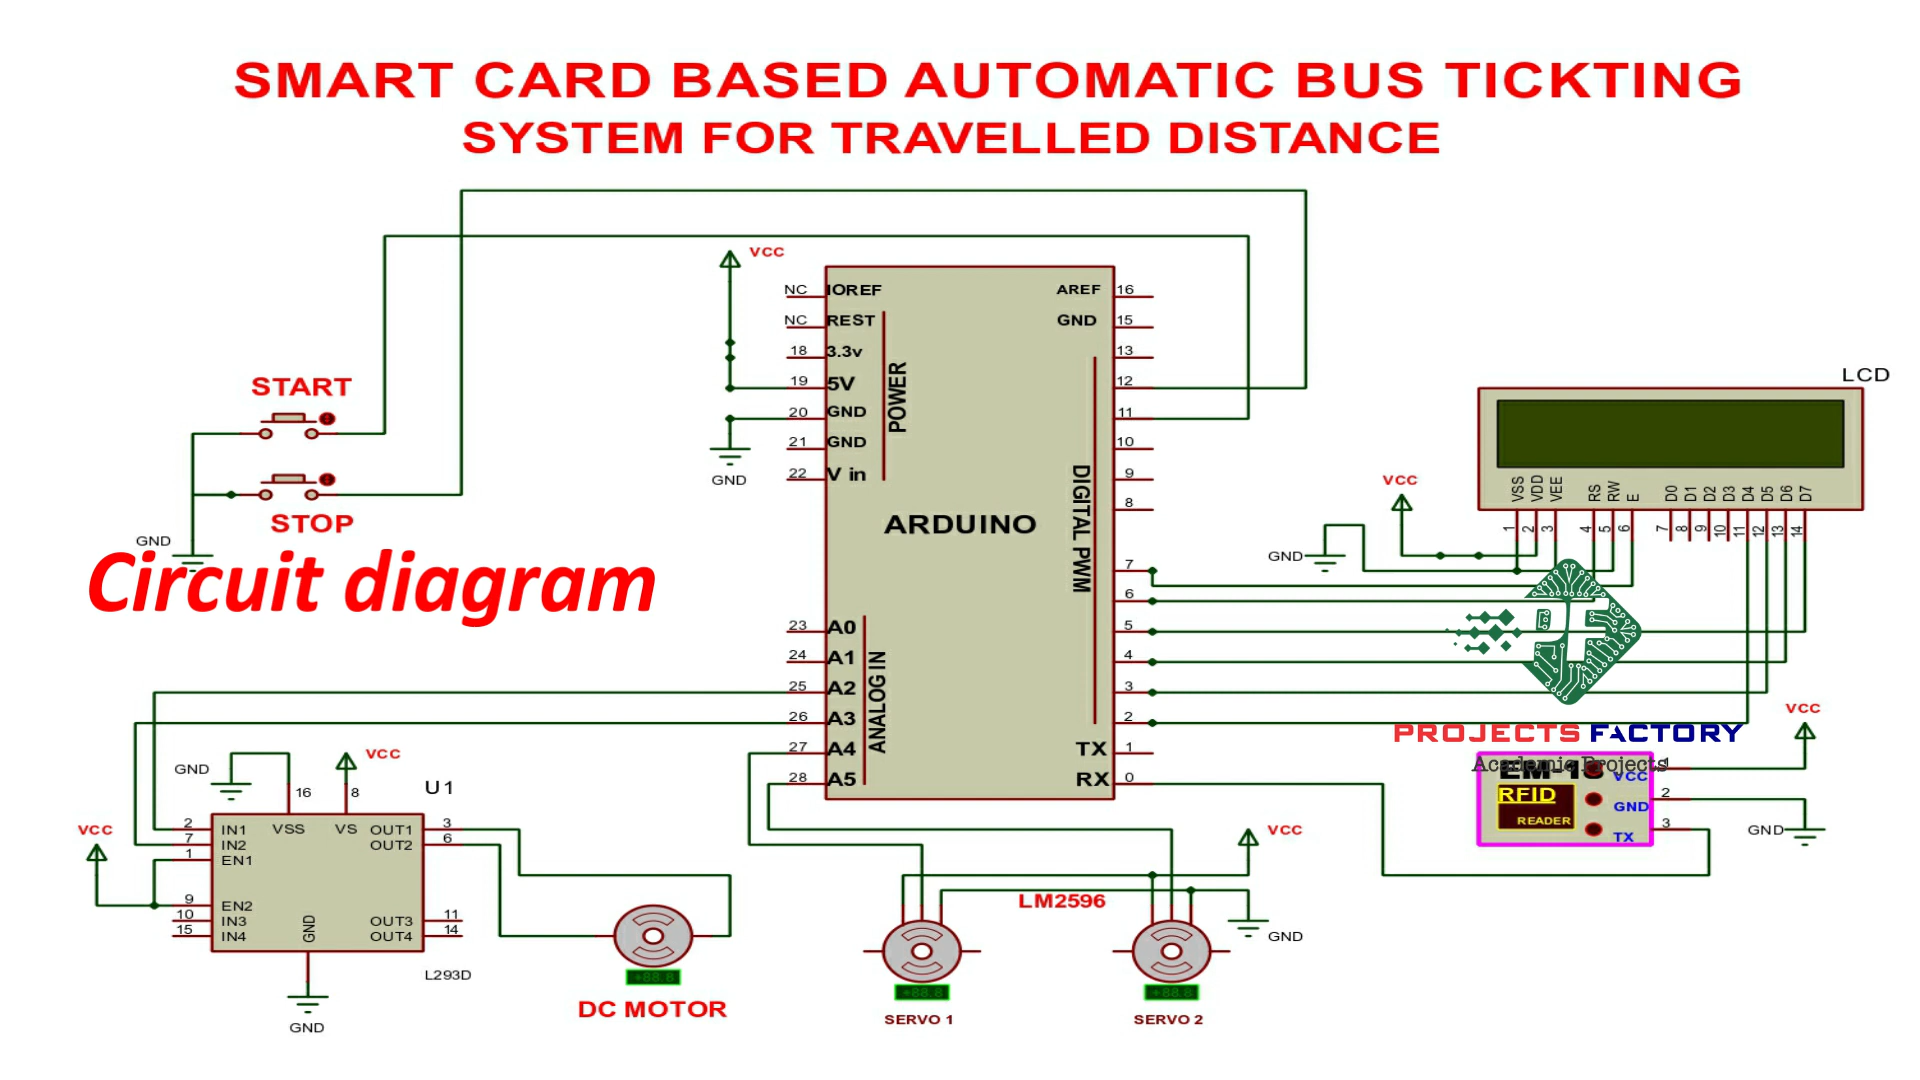 SMART CARD BASED AUTOMATIC BUS TICKTING
SYSTEM FOR TRAVELLED DISTANCE
VCC
NC IOREF
NC REST
18 3.3v
19 5V
20 GND
21 GND
22 V in
POWER
GND
AREF 16
GND 15
13
12
11
10
9
8
7
6
5
4
3
2
TX 1
RX 0
DIGITAL PWM
ARDUINO
23 A0
24 A1
25 A2
26 A3
27 A4
28 A5
ANALOG IN
START
STOP
GND
Circuit diagram
LCD
VSS VDD VEE RS RW E D0 D1 D2 D3 D4 D5 D6 D7
1 2 3 4 5 6 7 8 9 10 11 12 13 14
VCC
GND
PROJECTS FACTORY
Academic Projects
EM-18
RFID
READER
VCC 1
GND 2
TX 3
VCC
GND
GND
VCC
U1
16 8
VCC
2 IN1
7 IN2
1 EN1
9 EN2
10 IN3
15 IN4
VSS VS
GND
OUT1 3
OUT2 6
OUT3 11
OUT4 14
L293D
GND
DC MOTOR
VCC
LM2596
GND
SERVO 1
SERVO 2